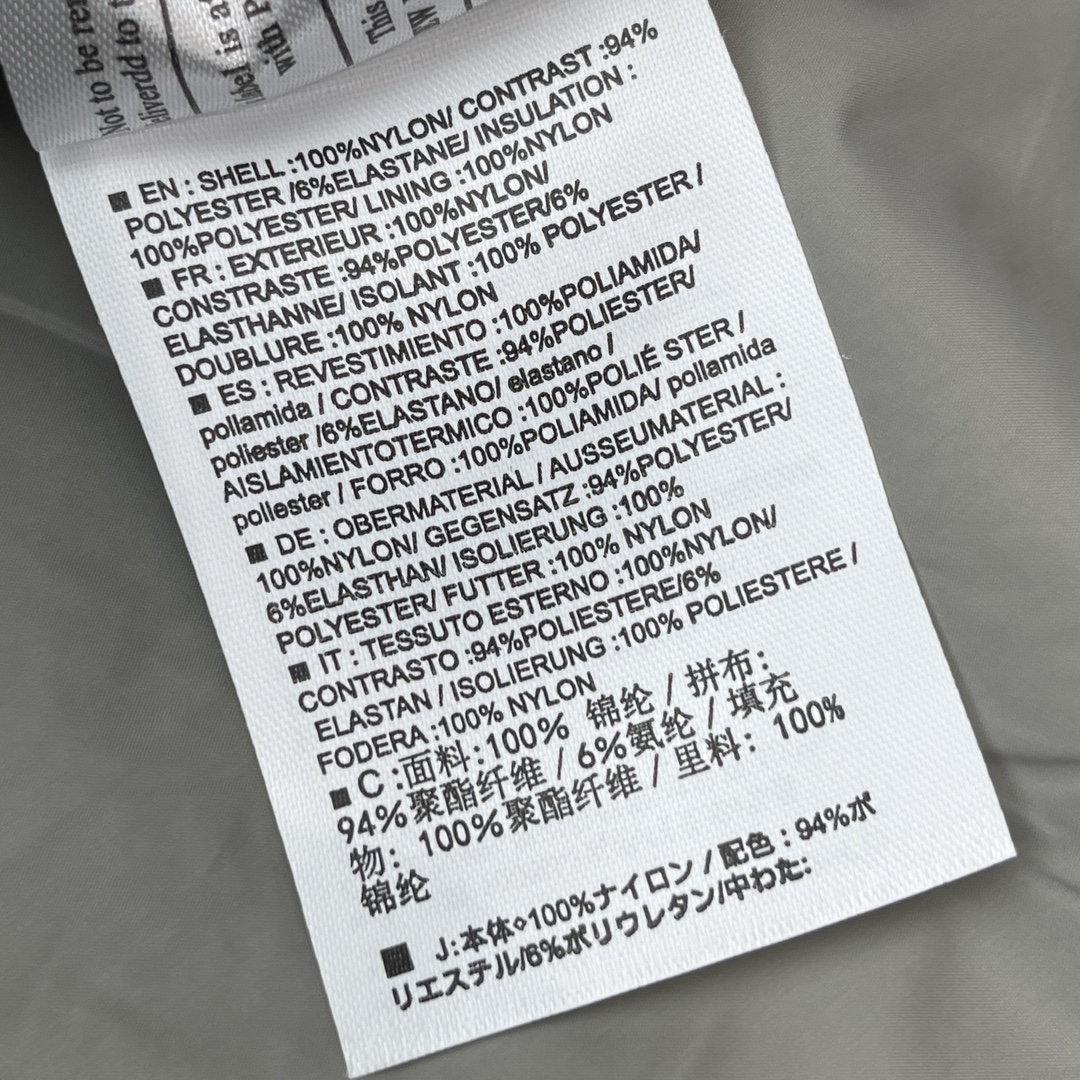 Not to be re
eliverdd to t
label is a
with P
This
EW
■ EN : SHELL :100%NYLON/ CONTRAST :94%
POLYESTER /6%ELASTANE/ INSULATION :
100%POLYESTER/ LINING :100%NYLON
■ FR : EXTERIEUR :100%NYLON/
CONSTRASTE :94%POLYESTER/6%
ELASTHANNE/ ISOLANT :100% POLYESTER /
DOUBLURE :100% NYLON
■ ES : REVESTIMIENTO :100%POLIAMIDA/
poliamida / CONTRASTE :94%POLIESTER/
poliester /6%ELASTANO/ elastano /
AISLAMIENTOTERMICO :100%POLIÉ STER /
poliester / FORRO :100%POLIAMIDA/ poliamida
■ DE : OBERMATERIAL / AUSSEUMATERIAL :
100%NYLON/ GEGENSATZ :94%POLYESTER/
6%ELASTHAN/ ISOLIERUNG :100%
POLYESTER/ FUTTER :100% NYLON
■ IT : TESSUTO ESTERNO :100%NYLON/
CONTRASTO :94%POLIESTERE/6%
ELASTAN / ISOLIERUNG :100% POLIESTERE /
FODERA :100% NYLON
■ C :面料:100% 锦纶 / 拼布:
94%聚酯纤维 / 6%氨纶 / 填充
物: 100%聚酯纤维 / 里料: 100%
锦纶
■ J:本体◇100%ナイロン / 配色 : 94%ポ
リエステル/6%ポリウレタン/中わた: